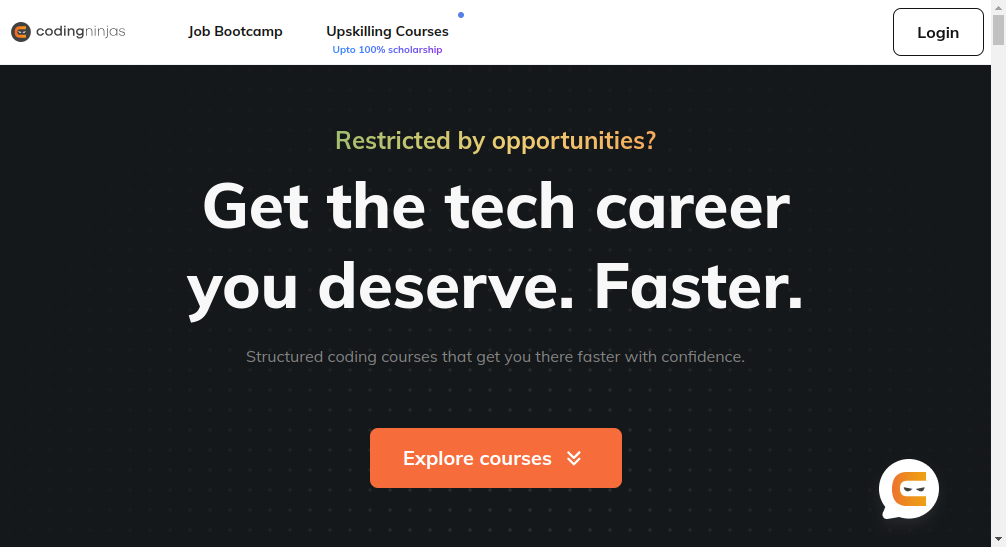 codingninjas
Job Bootcamp
Upskilling Courses
Upto 100% scholarship
Login
Restricted by opportunities?
Get the tech career
you deserve. Faster.
Structured coding courses that get you there faster with confidence.
Explore courses